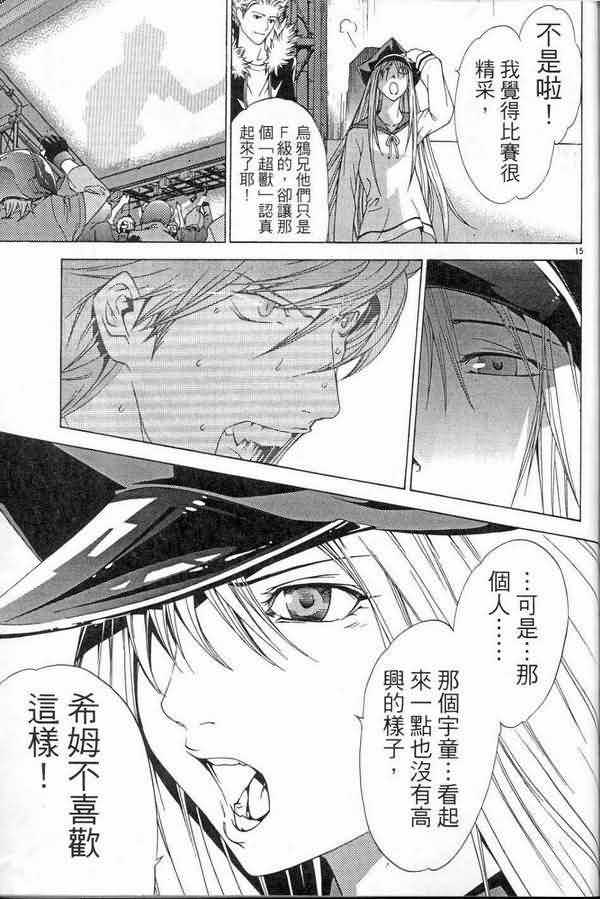 不是啦！
我覺得比賽很
精采，
烏鴉兄他們只是
F級的，卻讓那
個「超獸」認真
起來了耶！
15
…可是…那
個人……
那個宇童…看起
來一點也沒有高
興的樣子，
希姆不喜歡
這樣！